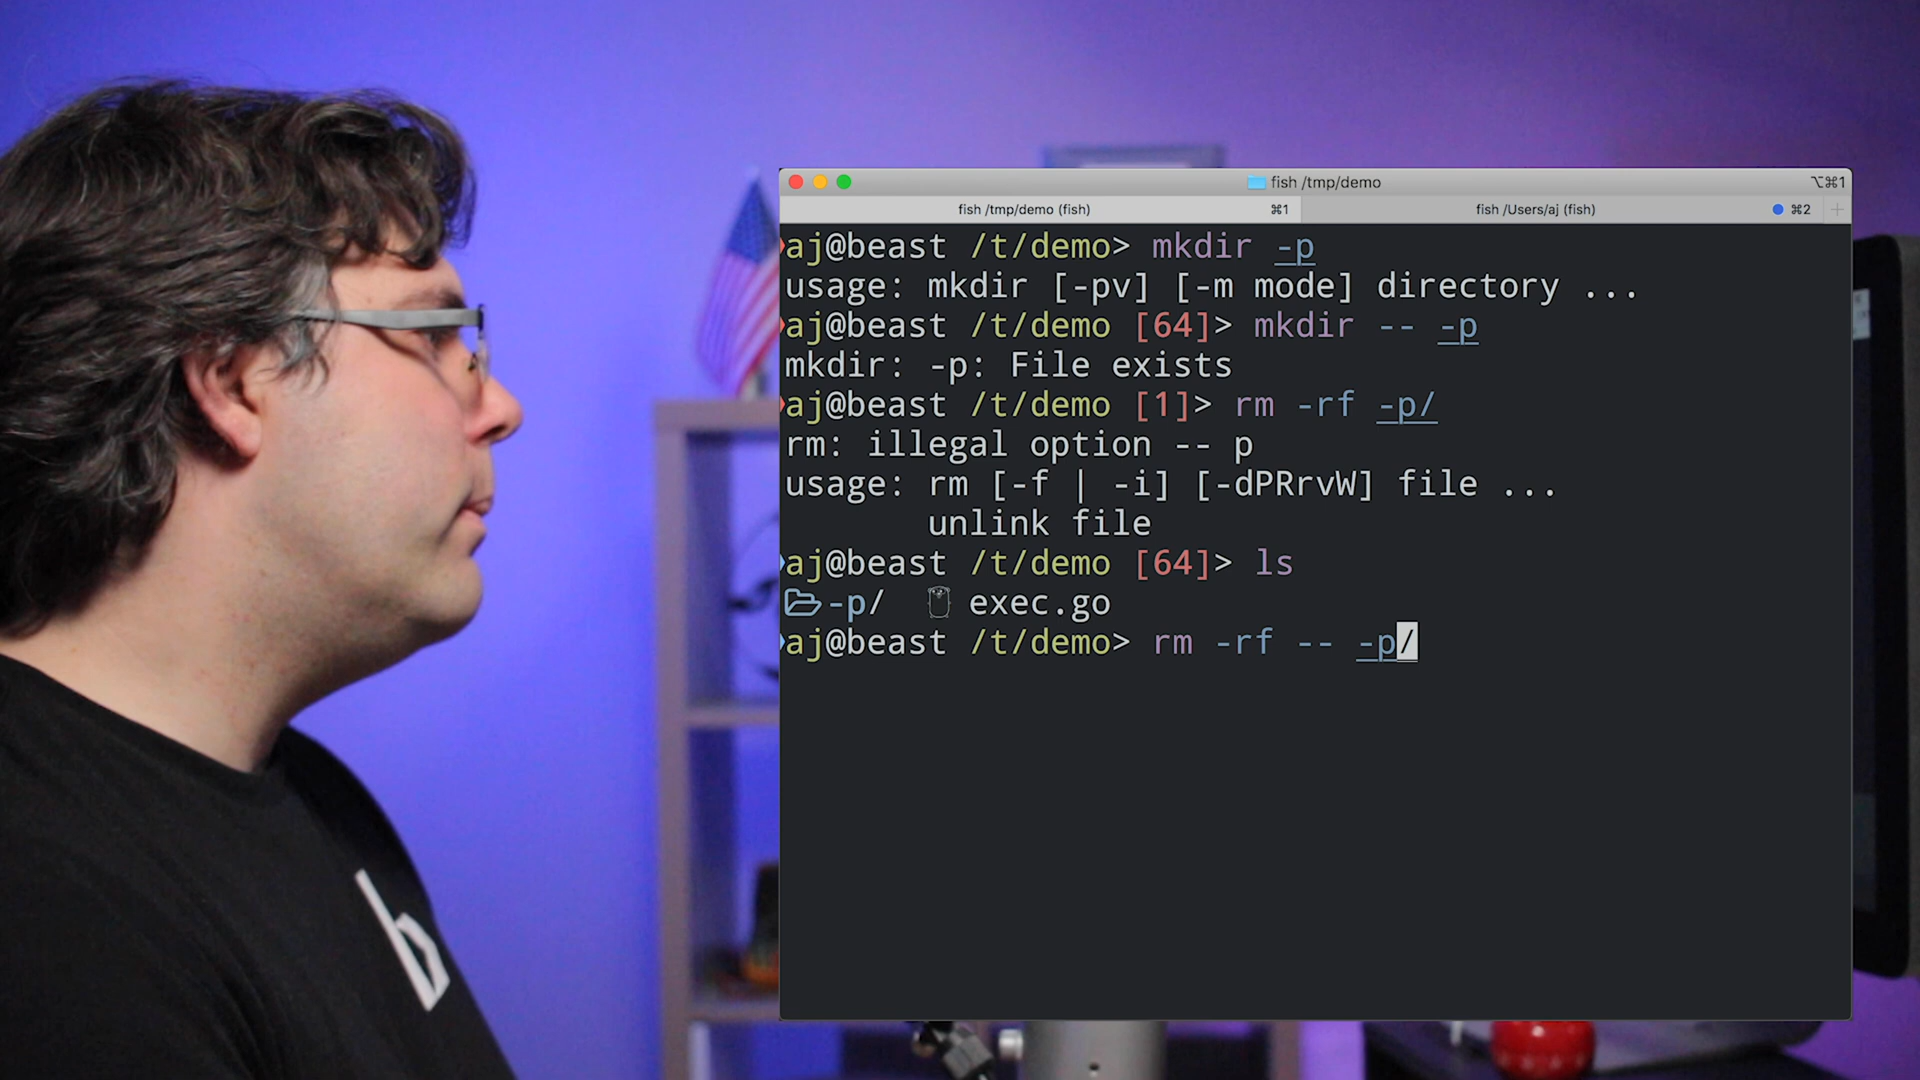 fish /tmp/demo
⌥⌘1
fish /tmp/demo (fish) ⌘1
fish /Users/aj (fish) ⌘2
aj@beast /t/demo> mkdir -p
usage: mkdir [-pv] [-m mode] directory ...
aj@beast /t/demo [64]> mkdir -- -p
mkdir: -p: File exists
aj@beast /t/demo [1]> rm -rf -p/
rm: illegal option -- p
usage: rm [-f | -i] [-dPRrvW] file ...
unlink file
aj@beast /t/demo [64]> ls
-p/ exec.go
aj@beast /t/demo> rm -rf -- -p/
b